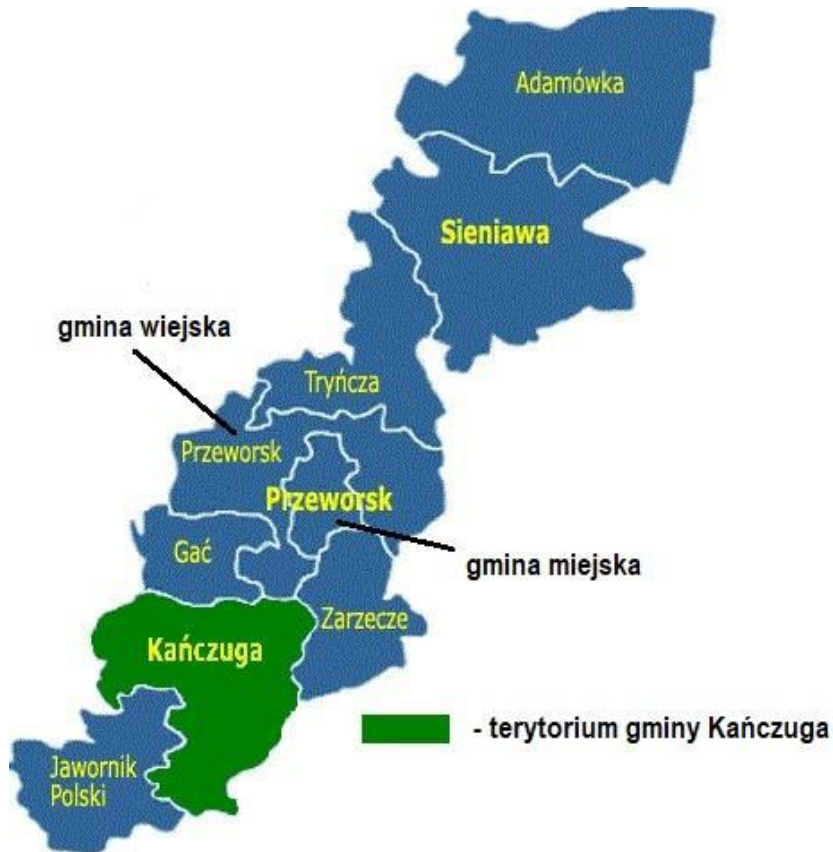 Adamówka
Sieniawa
gmina wiejska
Tryńcza
Przeworsk
Przeworsk
Gać
gmina miejska
Zarzecze
Kańczuga
- terytorium gminy Kańczuga
Jawornik
Polski